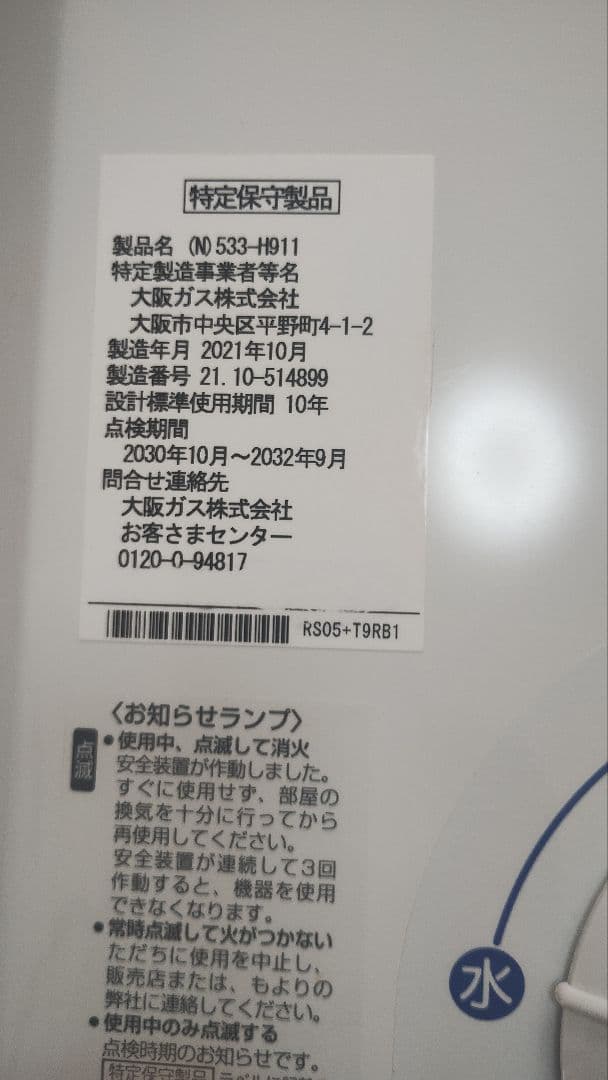 特定保守製品
製品名 (N)533-H911
特定製造事業者等名
大阪ガス株式会社
大阪市中央区平野町4-1-2
製造年月 2021年10月
製造番号 21.10-514899
設計標準使用期間 10年
点検期間
2030年10月～2032年9月
問合せ連絡先
大阪ガス株式会社
お客さまセンター
0120-0-94817
RS05+T9RB1
〈お知らせランプ〉
点滅
●使用中、点滅して消火
安全装置が作動しました。
すぐに使用せず、部屋の
換気を十分に行ってから
再使用してください。
安全装置が連続して3回
作動すると、機器を使用
できなくなります。
●常時点滅して火がつかない
ただちに使用を中止し、
販売店または、もよりの
弊社に連絡してください。
●使用中のみ点滅する
点検時期のお知らせです。
特定保守製品
水